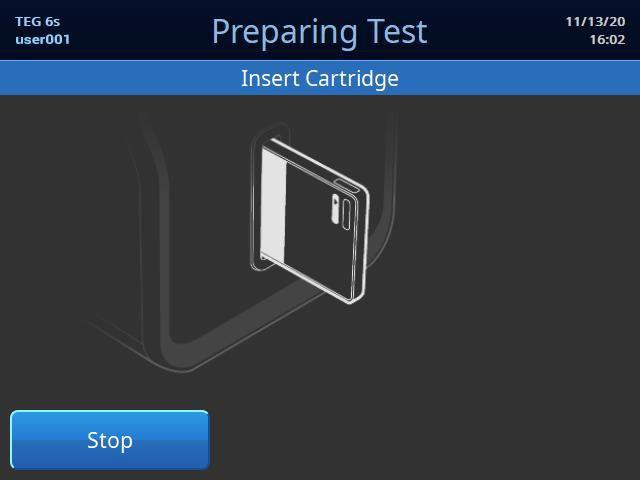 TEG 6s
user001
Preparing Test
11/13/20
16:02
Insert Cartridge
Stop